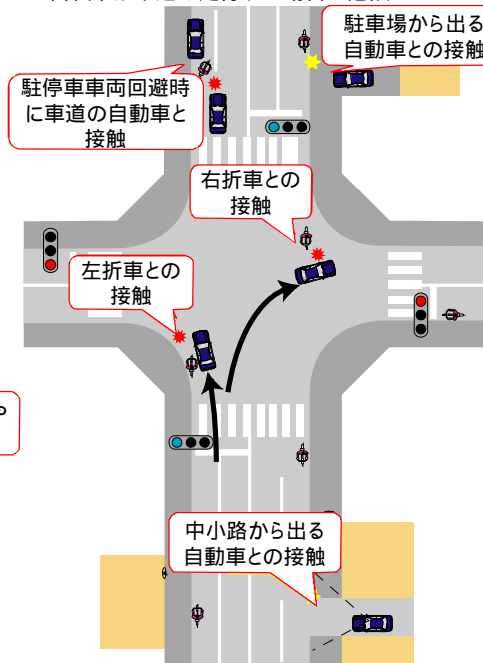 駐車場から出る
自動車との接触
駐停車車両回避時
に車道の自動車と
接触
右折車との
接触
左折車との
接触
中小路から出る
自動車との接触